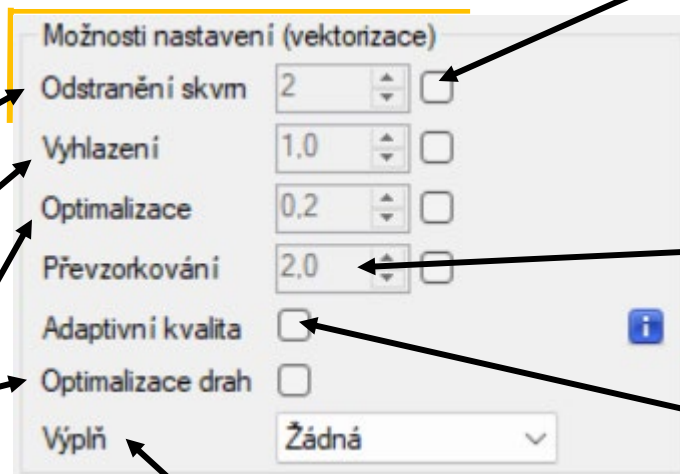 Možnosti nastavení (vektorizace)
Odstranění skvrn 2
Vyhlazení 1,0
Optimalizace 0,2
Převzorkování 2,0
Adaptivní kvalita i
Optimalizace drah
Výplň Žádná